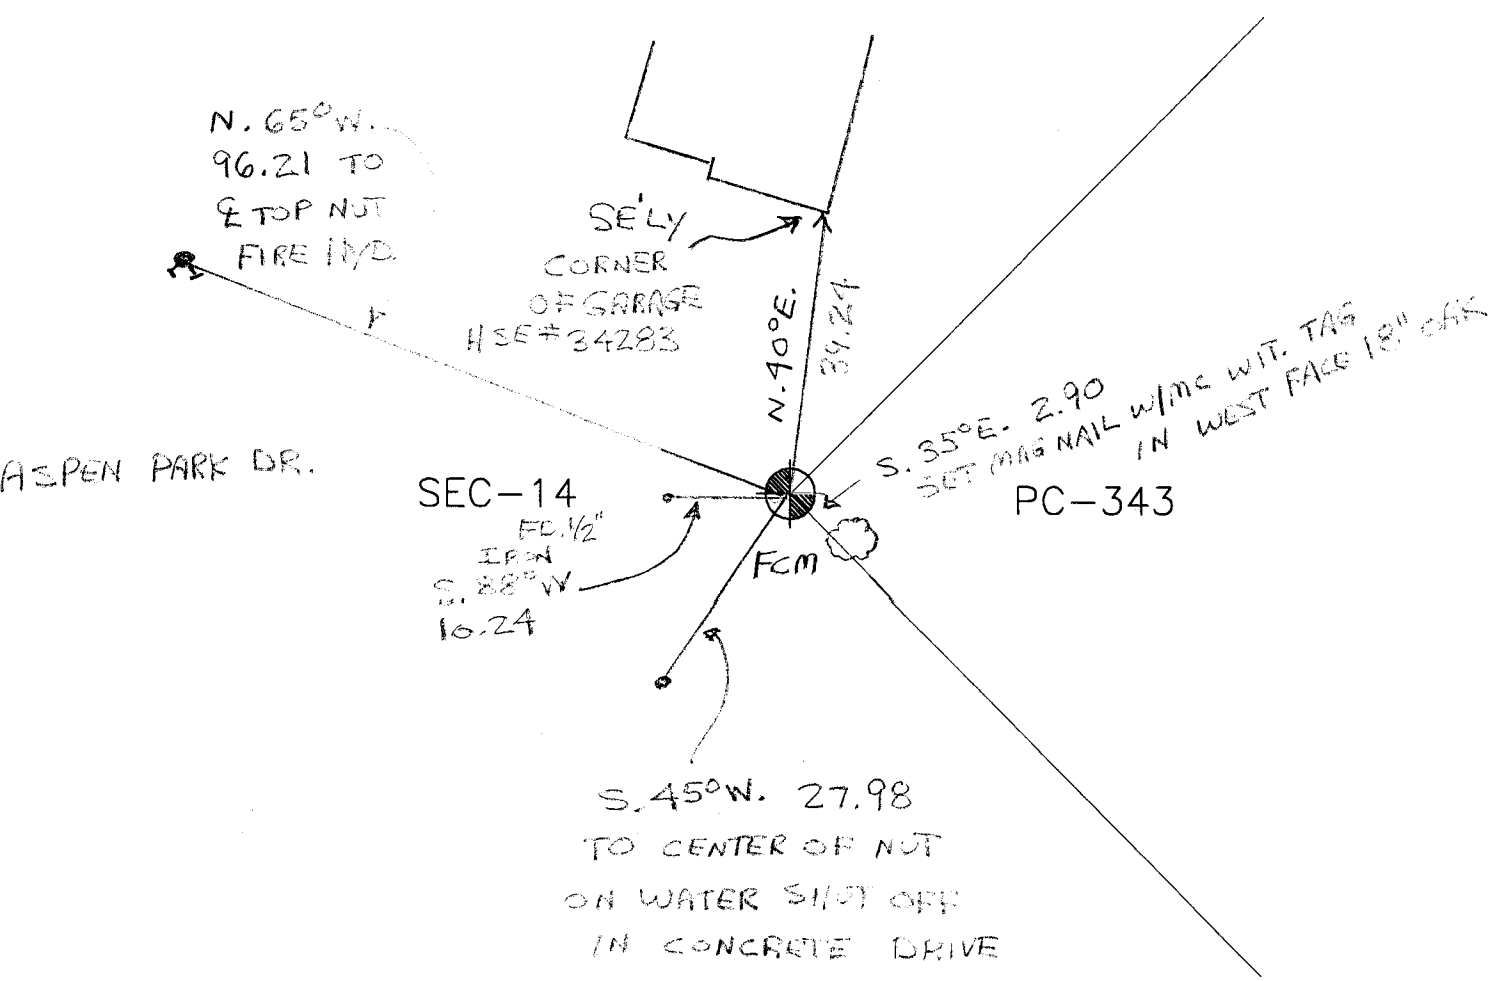 N. 65°W.
96.21 TO
℄ TOP NUT
FIRE HYD.
SE'LY
CORNER
OF GARAGE
HSE #34283
N. 40°E.
39.24
S. 35°E. 2.90
SET MAG NAIL W/MC WIT. TAG
IN WEST FACE 18" OAK
ASPEN PARK DR.
SEC-14
PC-343
FD. 1/2"
IRON
S. 88°W
10.24
FCM
S. 45°W. 27.98
TO CENTER OF NUT
ON WATER SHUT OFF
IN CONCRETE DRIVE